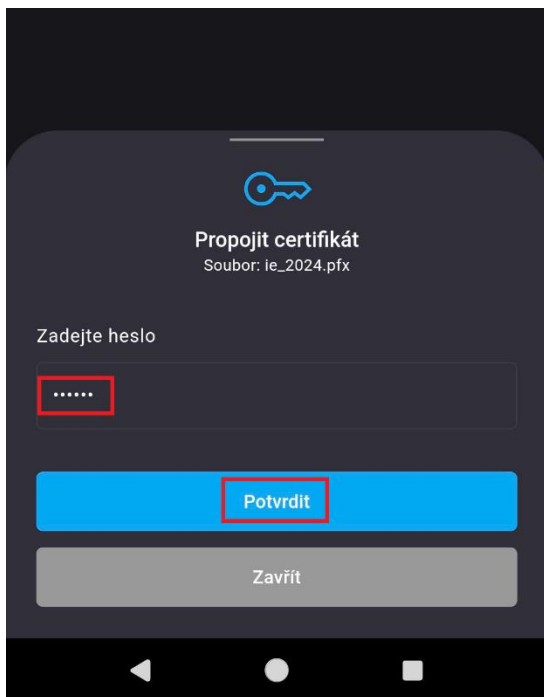 Propojit certifikát
Soubor: ie_2024.pfx
Zadejte heslo
••••••
Potvrdit
Zavřít